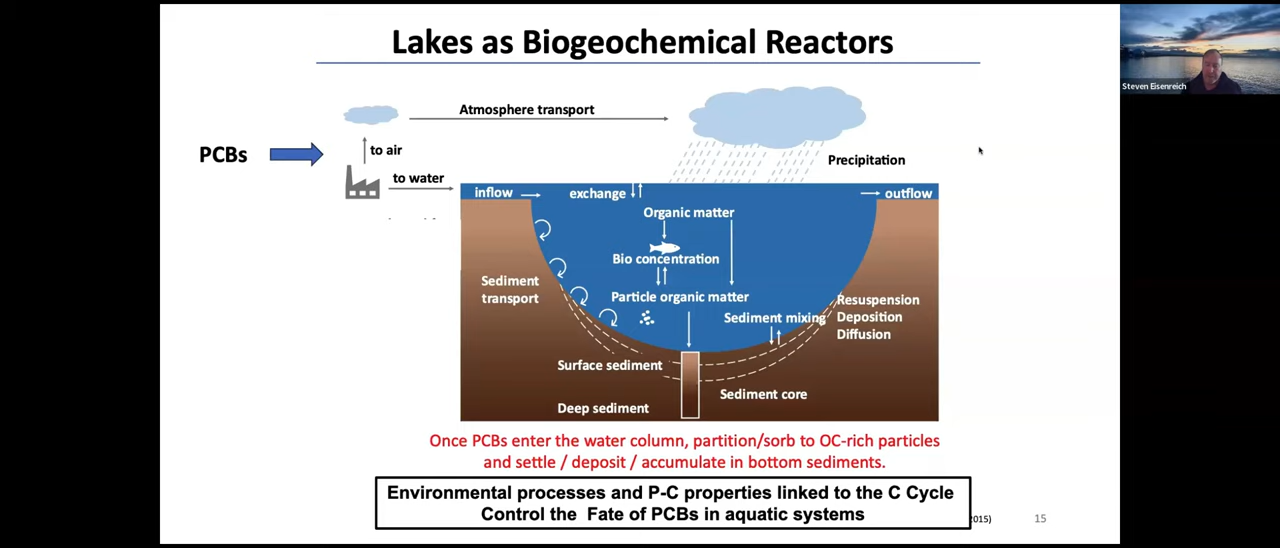 Lakes as Biogeochemical Reactors
Steven Eisenreich
Atmosphere transport
PCBs
to air
Precipitation
to water
inflow
exchange
outflow
Organic matter
Bio concentration
Sediment
transport
Particle organic matter
Resuspension
Sediment mixing
Deposition
Diffusion
Surface sediment
Sediment core
Deep sediment
Once PCBs enter the water column, partition/sorb to OC-rich particles
and settle / deposit / accumulate in bottom sediments.
Environmental processes and P-C properties linked to the C Cycle
Control the Fate of PCBs in aquatic systems
2015)
15